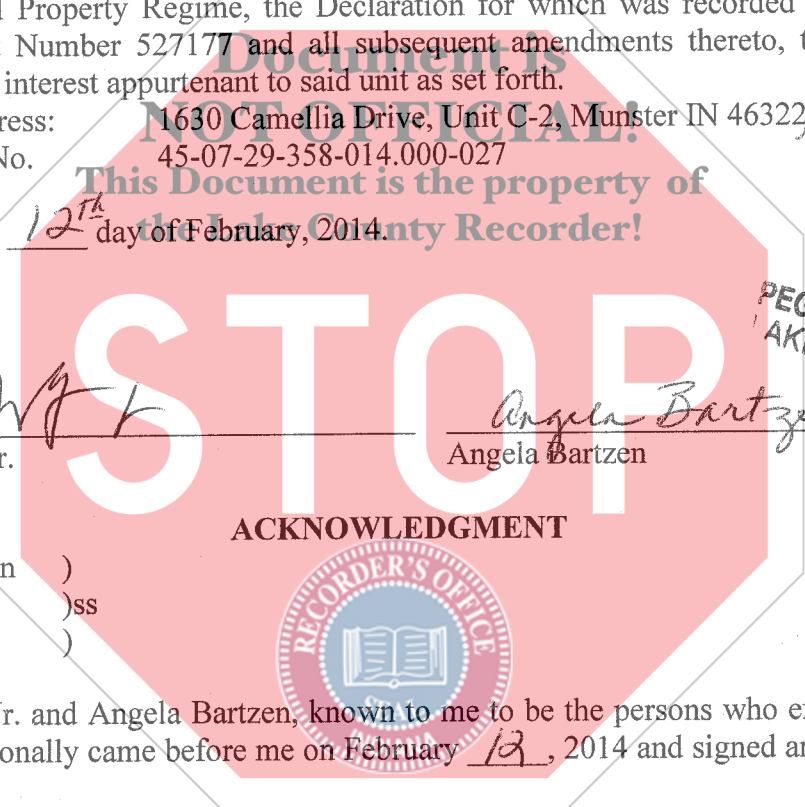 Property Regime, the Declaration for which was recorded
Number 527177 and all subsequent amendments thereto, t
Document is
interest appurtenant to said unit as set forth.
NOT OFFICIAL!
ress: 1630 Camellia Drive, Unit C-2, Munster IN 46322
No. 45-07-29-358-014.000-027
This Document is the property of
12th day of February, 2014.
the Lake County Recorder!
STOP
PEG
AK
Angela Bartze
r. Angela Bartzen
ACKNOWLEDGMENT
n )
)ss
)
RECORDER'S OFFICE
SEAL
r. and Angela Bartzen, known to me to be the persons who e
onally came before me on February 12, 2014 and signed a